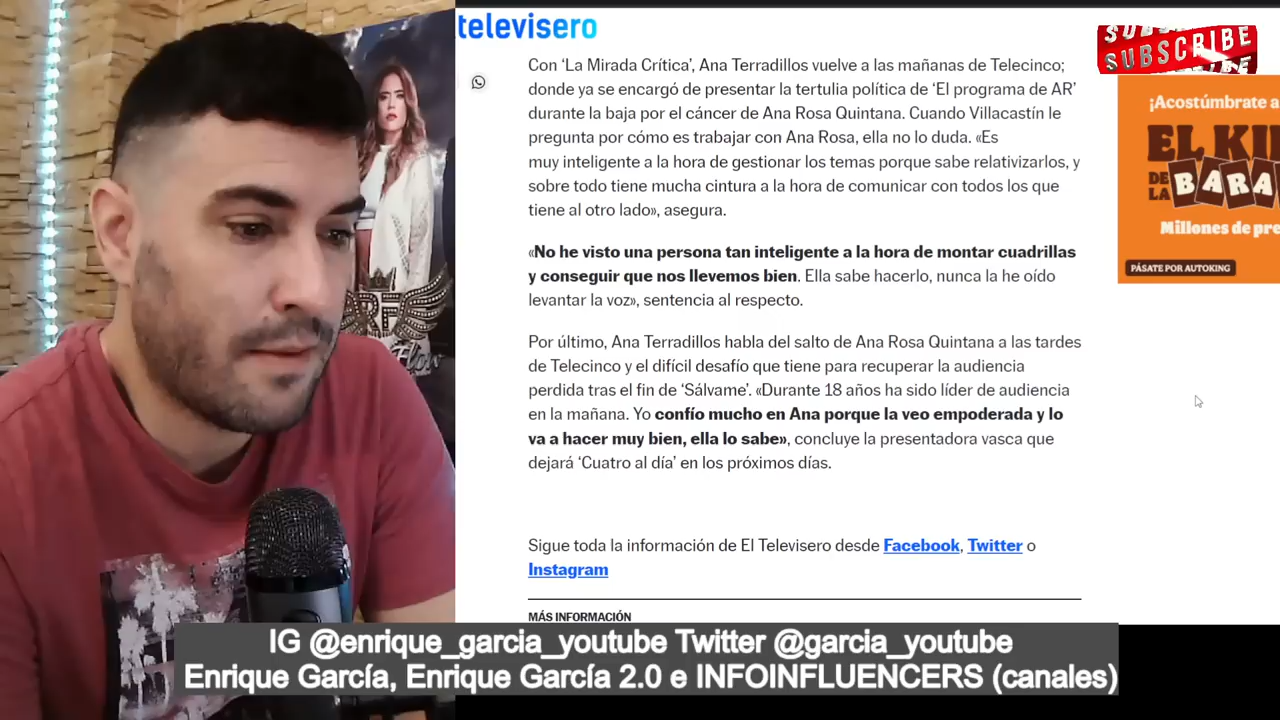 televisero
SUBSCRIBE
Con ‘La Mirada Crítica’, Ana Terradillos vuelve a las mañanas de Telecinco;
donde ya se encargó de presentar la tertulia política de ‘El programa de AR’
durante la baja por el cáncer de Ana Rosa Quintana. Cuando Villacastín le
pregunta por cómo es trabajar con Ana Rosa, ella no lo duda. «Es
muy inteligente a la hora de gestionar los temas porque sabe relativizarlos, y
sobre todo tiene mucha cintura a la hora de comunicar con todos los que
tiene al otro lado», asegura.
«No he visto una persona tan inteligente a la hora de montar cuadrillas
y conseguir que nos llevemos bien. Ella sabe hacerlo, nunca la he oído
levantar la voz», sentencia al respecto.
Por último, Ana Terradillos habla del salto de Ana Rosa Quintana a las tardes
de Telecinco y el difícil desafío que tiene para recuperar la audiencia
perdida tras el fin de ‘Sálvame’. «Durante 18 años ha sido líder de audiencia
en la mañana. Yo confío mucho en Ana porque la veo empoderada y lo
va a hacer muy bien, ella lo sabe», concluye la presentadora vasca que
dejará ‘Cuatro al día’ en los próximos días.
Sigue toda la información de El Televisero desde Facebook, Twitter o
Instagram
MÁS INFORMACIÓN
¡Acostúmbrate a
EL KI
DE LA BARA
Millones de pre
PÁSATE POR AUTOKING
RF
IG @enrique_garcia_youtube Twitter @garcia_youtube
Enrique García, Enrique García 2.0 e INFOINFLUENCERS (canales)